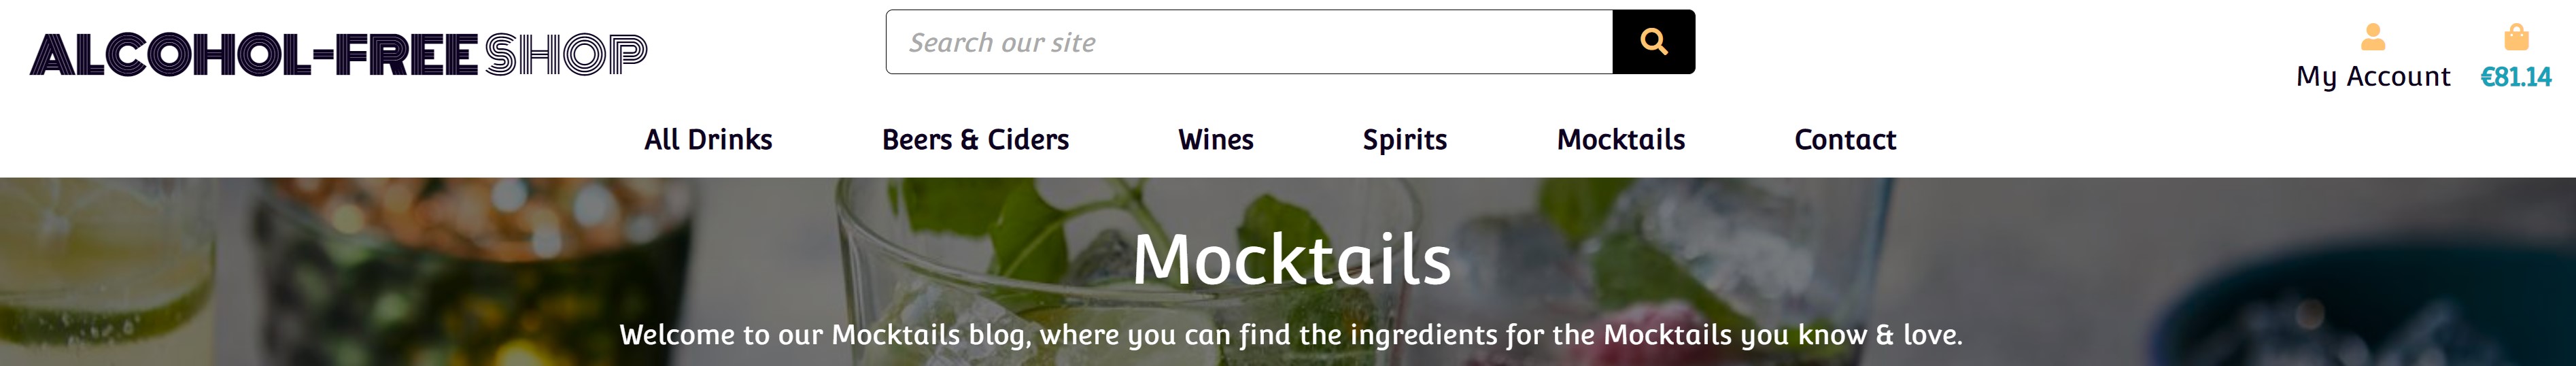 ALCOHOL-FREE SHOP
Search our site
My Account
€81.14
All Drinks
Beers & Ciders
Wines
Spirits
Mocktails
Contact
Mocktails
Welcome to our Mocktails blog, where you can find the ingredients for the Mocktails you know & love.